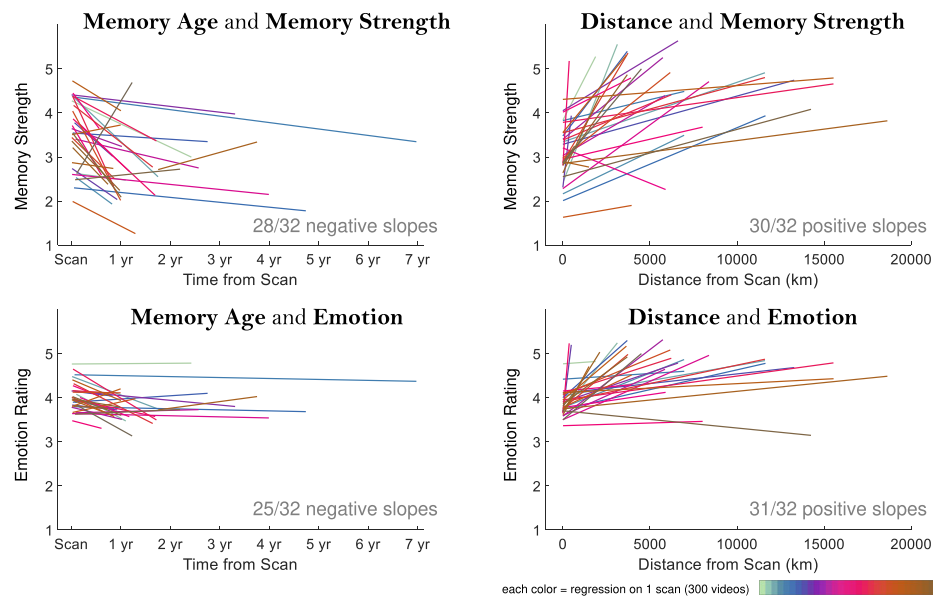 Memory Age and Memory Strength
Memory Strength
5
4
3
2
1
28/32 negative slopes
Scan 1 yr 2 yr 3 yr 4 yr 5 yr 6 yr 7 yr
Time from Scan
Distance and Memory Strength
Memory Strength
5
4
3
2
1
30/32 positive slopes
0 5000 10000 15000 20000
Distance from Scan (km)
Memory Age and Emotion
Emotion Rating
5
4
3
2
1
25/32 negative slopes
Scan 1 yr 2 yr 3 yr 4 yr 5 yr 6 yr 7 yr
Time from Scan
Distance and Emotion
Emotion Rating
5
4
3
2
1
31/32 positive slopes
0 5000 10000 15000 20000
Distance from Scan (km)
each color = regression on 1 scan (300 videos)